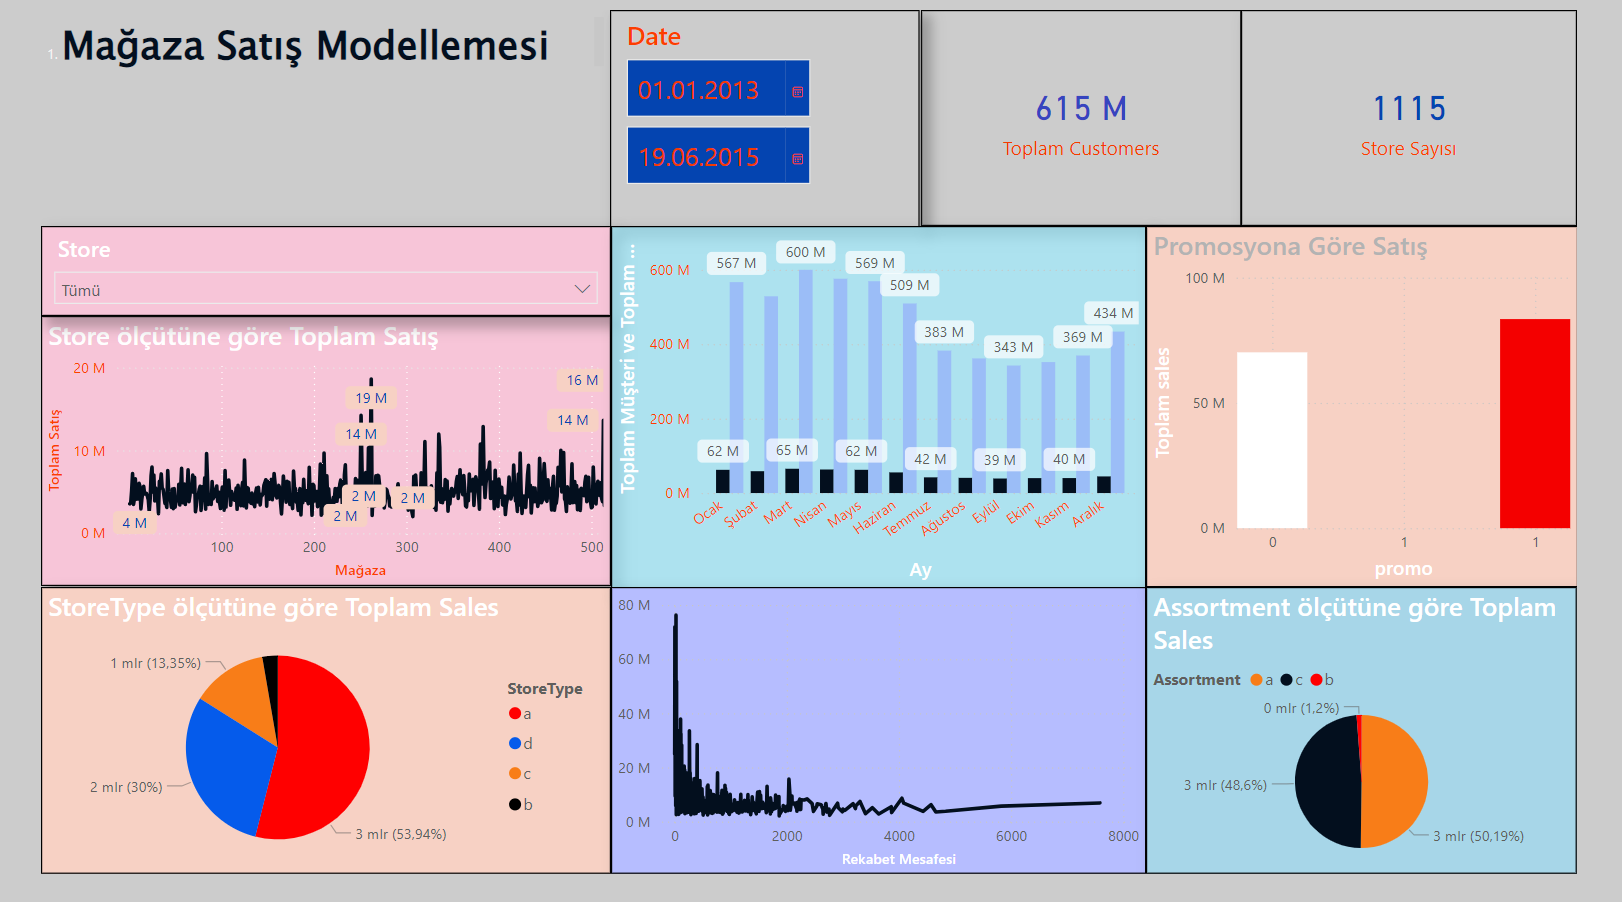 1. Mağaza Satış Modellemesi
Date
01.01.2013
19.06.2015
615 M
Toplam Customers
1115
Store Sayısı
Store
Tümü
Store ölçütüne göre Toplam Satış
Toplam Satış
20 M
10 M
0 M
4 M
19 M
14 M
2 M
2 M
2 M
16 M
14 M
100 200 300 400 500
Mağaza
Toplam Müşteri ve Toplam ...
600 M
400 M
200 M
0 M
567 M
600 M
569 M
509 M
383 M
343 M
369 M
434 M
62 M
65 M
62 M
42 M
39 M
40 M
Ocak Şubat Mart Nisan Mayıs Haziran Temmuz Ağustos Eylül Ekim Kasım Aralık
Ay
Promosyona Göre Satış
Toplam sales
100 M
50 M
0 M
0 1 1
promo
StoreType ölçütüne göre Toplam Sales
1 mlr (13,35%)
2 mlr (30%)
3 mlr (53,94%)
StoreType
a
d
c
b
80 M
60 M
40 M
20 M
0 M
0 2000 4000 6000 8000
Rekabet Mesafesi
Assortment ölçütüne göre Toplam
Sales
Assortment a c b
0 mlr (1,2%)
3 mlr (48,6%)
3 mlr (50,19%)